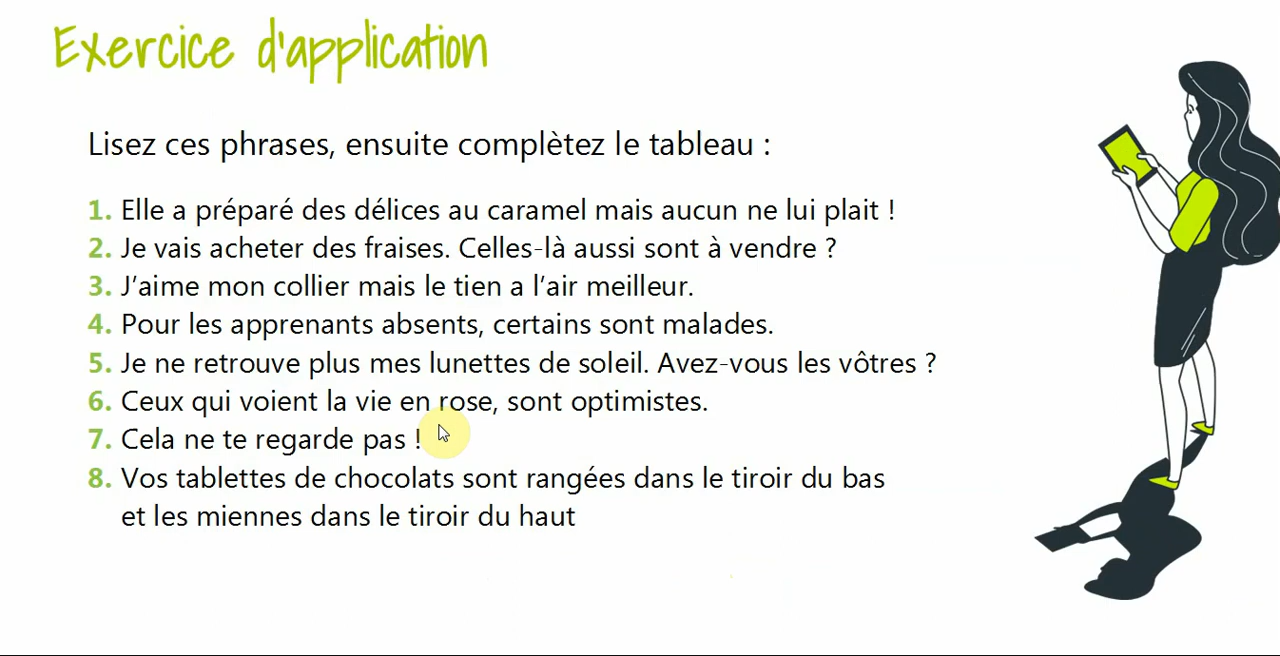 Exercice d'application
Lisez ces phrases, ensuite complètez le tableau :
1. Elle a préparé des délices au caramel mais aucun ne lui plait !
2. Je vais acheter des fraises. Celles-là aussi sont à vendre ?
3. J’aime mon collier mais le tien a l’air meilleur.
4. Pour les apprenants absents, certains sont malades.
5. Je ne retrouve plus mes lunettes de soleil. Avez-vous les vôtres ?
6. Ceux qui voient la vie en rose, sont optimistes.
7. Cela ne te regarde pas !
8. Vos tablettes de chocolats sont rangées dans le tiroir du bas
et les miennes dans le tiroir du haut